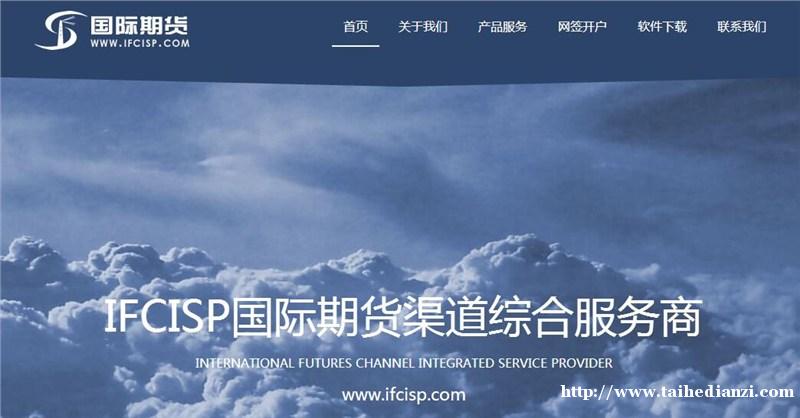 国际期货
WWW.IFCISP.COM
首页 关于我们 产品服务 网签开户 软件下载 联系我们
IFCISP国际期货渠道综合服务商
INTERNATIONAL FUTURES CHANNEL INTEGRATED SERVICE PROVIDER
www.ifcisp.com
http://www.taihedianzi.com/